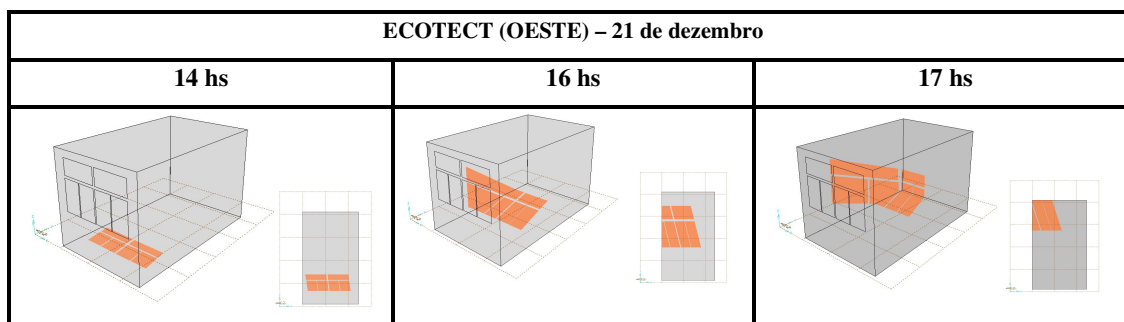 ECOTECT (OESTE) – 21 de dezembro
14 hs
16 hs
17 hs